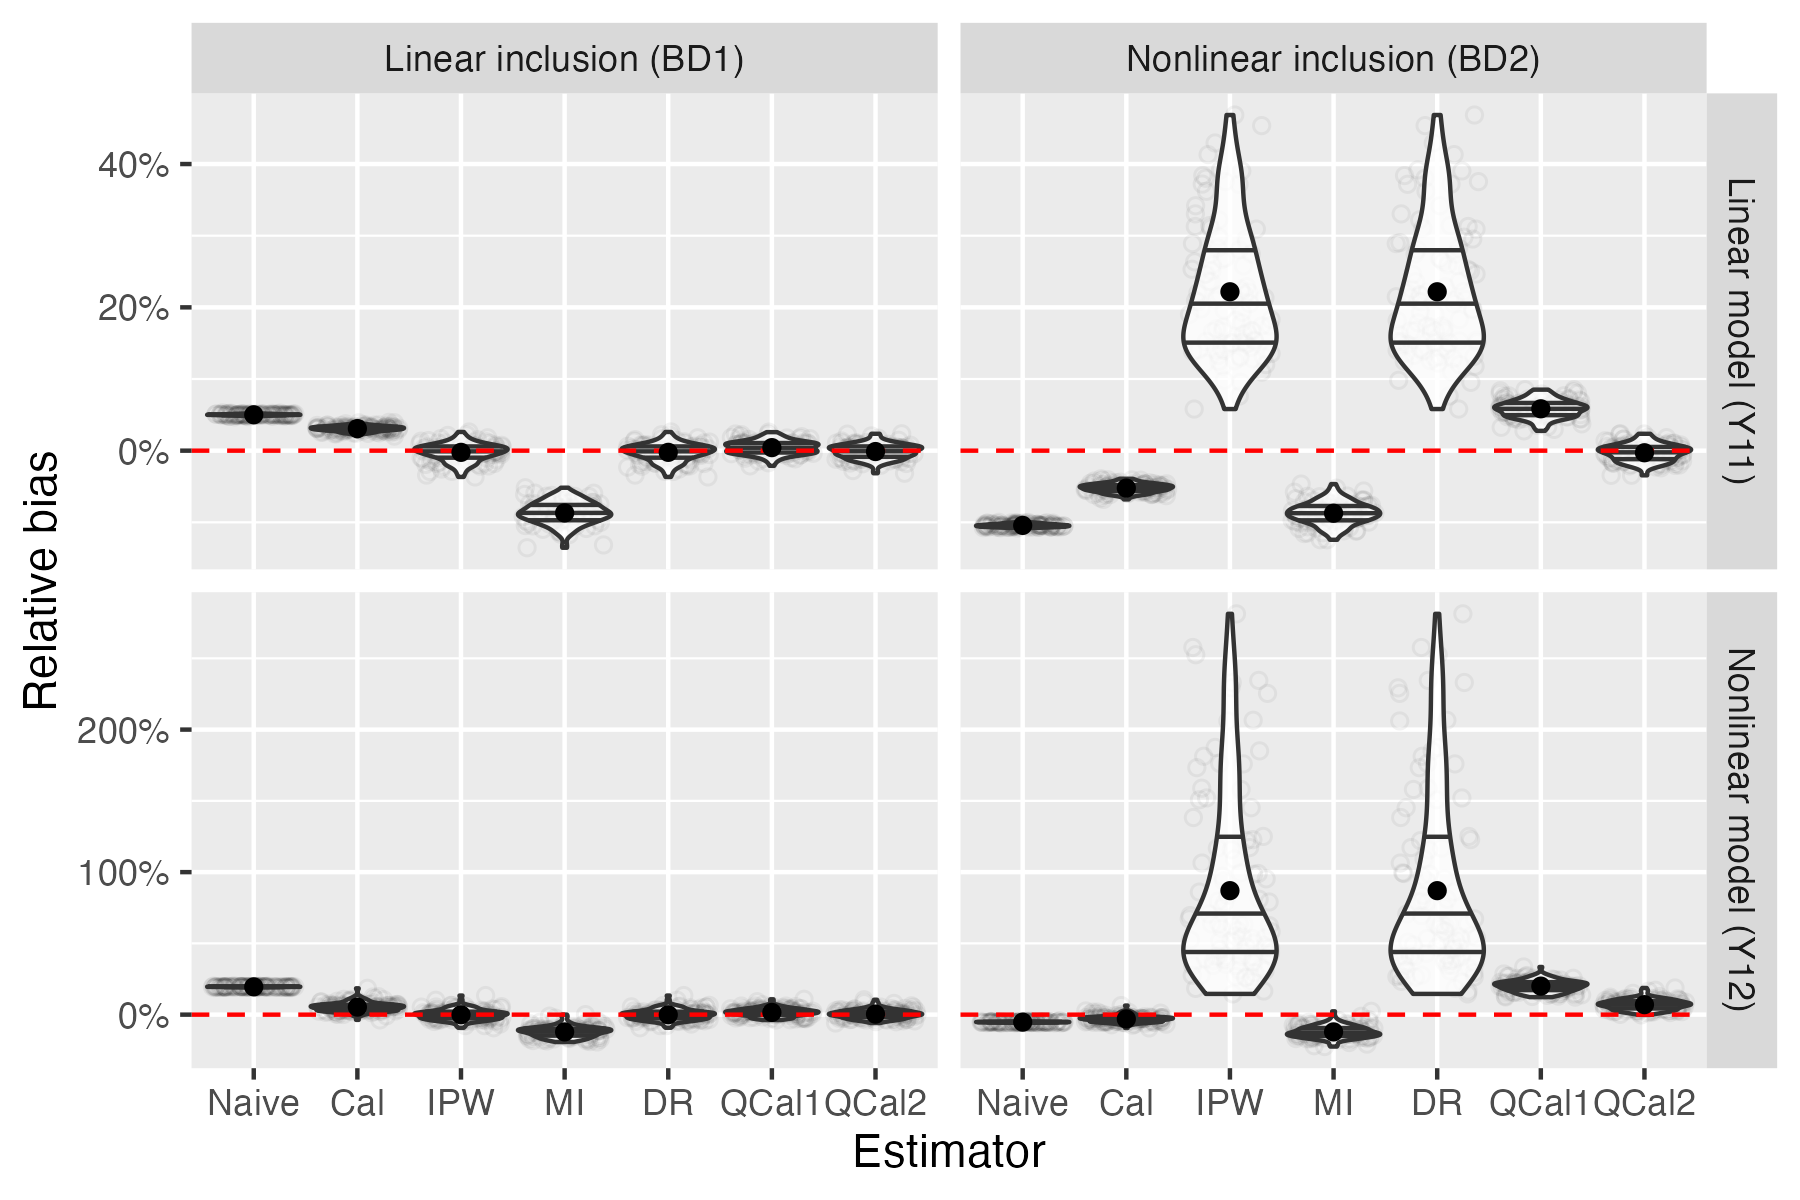 Linear inclusion (BD1)
Nonlinear inclusion (BD2)
Linear model (Y11)
Nonlinear model (Y12)
Relative bias
40%
20%
0%
200%
100%
0%
Naive Cal IPW MI DR QCal1 QCal2
Naive Cal IPW MI DR QCal1 QCal2
Estimator